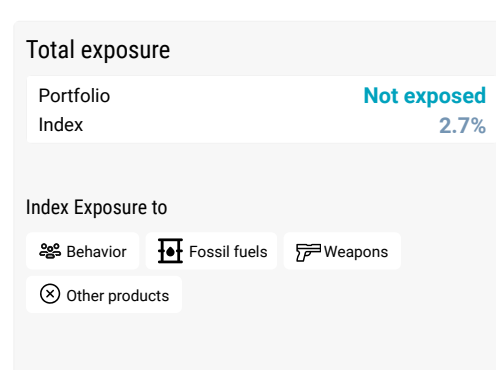 Total exposure
Portfolio Not exposed
Index 2.7%
Index Exposure to
Behavior Fossil fuels Weapons
Other products